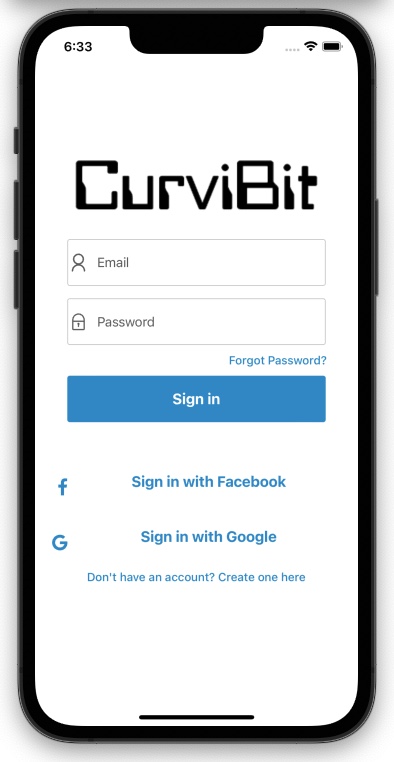 6:33
CurviBit
Email
Password
Forgot Password?
Sign in
Sign in with Facebook
Sign in with Google
Don't have an account? Create one here